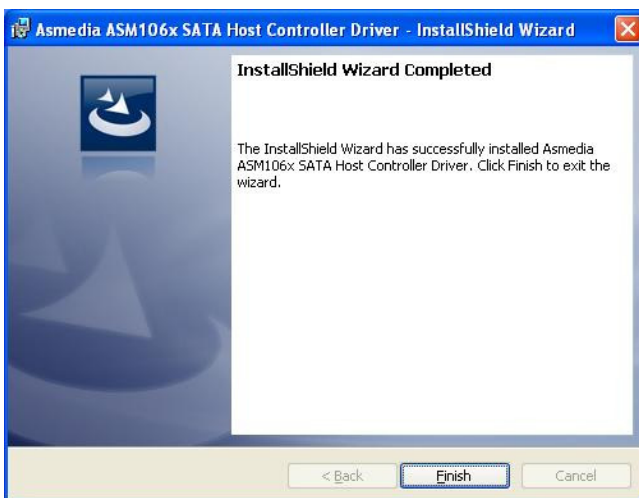 Asmedia ASM106x SATA Host Controller Driver - InstallShield Wizard
InstallShield Wizard Completed
The InstallShield Wizard has successfully installed Asmedia
ASM106x SATA Host Controller Driver. Click Finish to exit the
wizard.
< Back Finish Cancel